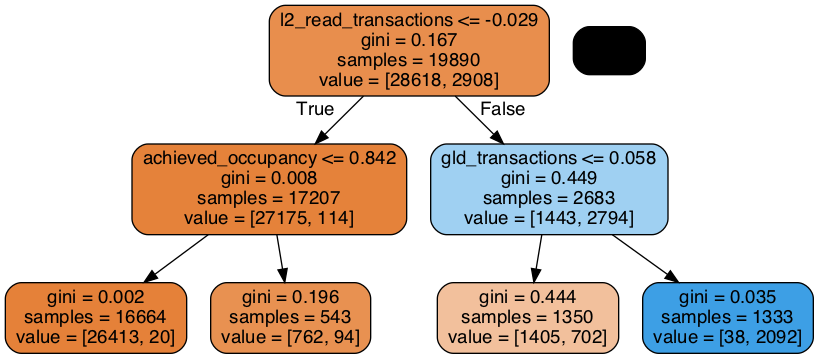 l2_read_transactions <= -0.029
gini = 0.167
samples = 19890
value = [28618, 2908]
True
False
achieved_occupancy <= 0.842
gini = 0.008
samples = 17207
value = [27175, 114]
gld_transactions <= 0.058
gini = 0.449
samples = 2683
value = [1443, 2794]
gini = 0.002
samples = 16664
value = [26413, 20]
gini = 0.196
samples = 543
value = [762, 94]
gini = 0.444
samples = 1350
value = [1405, 702]
gini = 0.035
samples = 1333
value = [38, 2092]